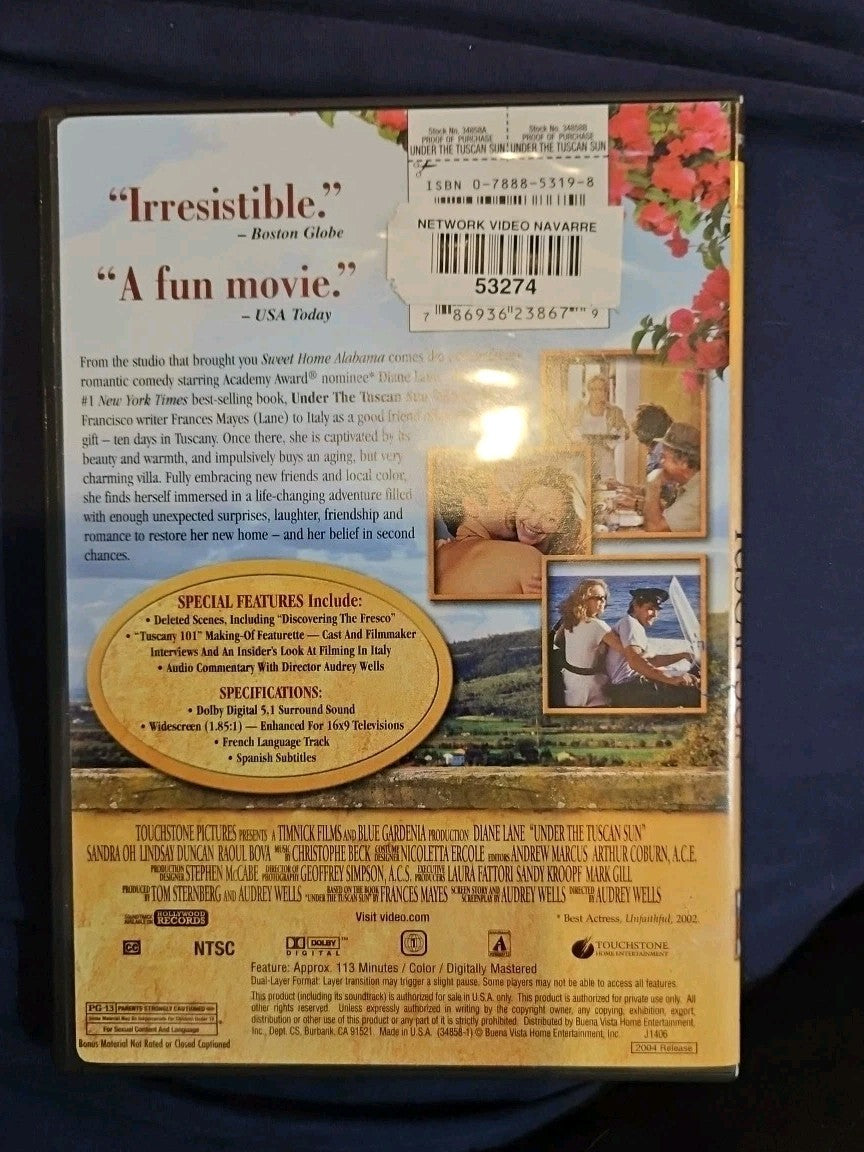 Stock No. 34858A
PROOF OF PURCHASE
UNDER THE TUSCAN SUN
Stock No. 34858B
PROOF OF PURCHASE
UNDER THE TUSCAN SUN
ISBN 0-7888-5319-8
NETWORK VIDEO NAVARRE
53274
7 86936 23867 9
“Irresistible.”
– Boston Globe
“A fun movie.”
– USA Today
From the studio that brought you Sweet Home Alabama comes
romantic comedy starring Academy Award® nominee* Diane Lane
#1 New York Times best-selling book, Under The Tuscan Sun
Francisco writer Frances Mayes (Lane) to Italy as a good friend
gift – ten days in Tuscany. Once there, she is captivated by its
beauty and warmth, and impulsively buys an aging, but very
charming villa. Fully embracing new friends and local color,
she finds herself immersed in a life-changing adventure filled
with enough unexpected surprises, laughter, friendship and
romance to restore her new home – and her belief in second
chances.
SPECIAL FEATURES Include:
• Deleted Scenes, Including “Discovering The Fresco”
• “Tuscany 101” Making-Of Featurette — Cast And Filmmaker
Interviews And An Insider's Look At Filming In Italy
• Audio Commentary With Director Audrey Wells
SPECIFICATIONS:
• Dolby Digital 5.1 Surround Sound
• Widescreen (1.85:1) — Enhanced For 16x9 Televisions
• French Language Track
• Spanish Subtitles
TOUCHSTONE PICTURES PRESENTS A TIMNICK FILMS AND BLUE GARDENIA PRODUCTION DIANE LANE “UNDER THE TUSCAN SUN”
SANDRA OH LINDSAY DUNCAN RAOUL BOVA MUSIC BY CHRISTOPHE BECK COSTUME DESIGNER NICOLETTA ERCOLE EDITORS ANDREW MARCUS ARTHUR COBURN, A.C.E.
PRODUCTION DESIGNER STEPHEN McCABE DIRECTOR OF PHOTOGRAPHY GEOFFREY SIMPSON, A.C.S. EXECUTIVE PRODUCERS LAURA FATTORI SANDY KROOPF MARK GILL
PRODUCED BY TOM STERNBERG AND AUDREY WELLS BASED ON THE BOOK “UNDER THE TUSCAN SUN” BY FRANCES MAYES SCREEN STORY AND SCREENPLAY BY AUDREY WELLS DIRECTED BY AUDREY WELLS
SOUNDTRACK AVAILABLE ON HOLLYWOOD RECORDS
Visit video.com
* Best Actress, Unfaithful, 2002.
CC NTSC DOLBY DIGITAL ™ 1 TOUCHSTONE
HOME ENTERTAINMENT
Feature: Approx. 113 Minutes / Color / Digitally Mastered
Dual-Layer Format: Layer transition may trigger a slight pause. Some players may not be able to access all features.
This product (including its soundtrack) is authorized for sale in U.S.A. only. This product is authorized for private use only. All
other rights reserved. Unless expressly authorized in writing by the copyright owner, any copying, exhibition, export,
distribution or other use of this product or any part of it is strictly prohibited. Distributed by Buena Vista Home Entertainment,
Inc., Dept. CS, Burbank, CA 91521. Made in U.S.A. (34858-1) © Buena Vista Home Entertainment, Inc. J1406
2004 Release
PG-13 PARENTS STRONGLY CAUTIONED
Some Material May Be Inappropriate for Children Under 13
For Sexual Content And Language
Bonus Material Not Rated or Closed Captioned